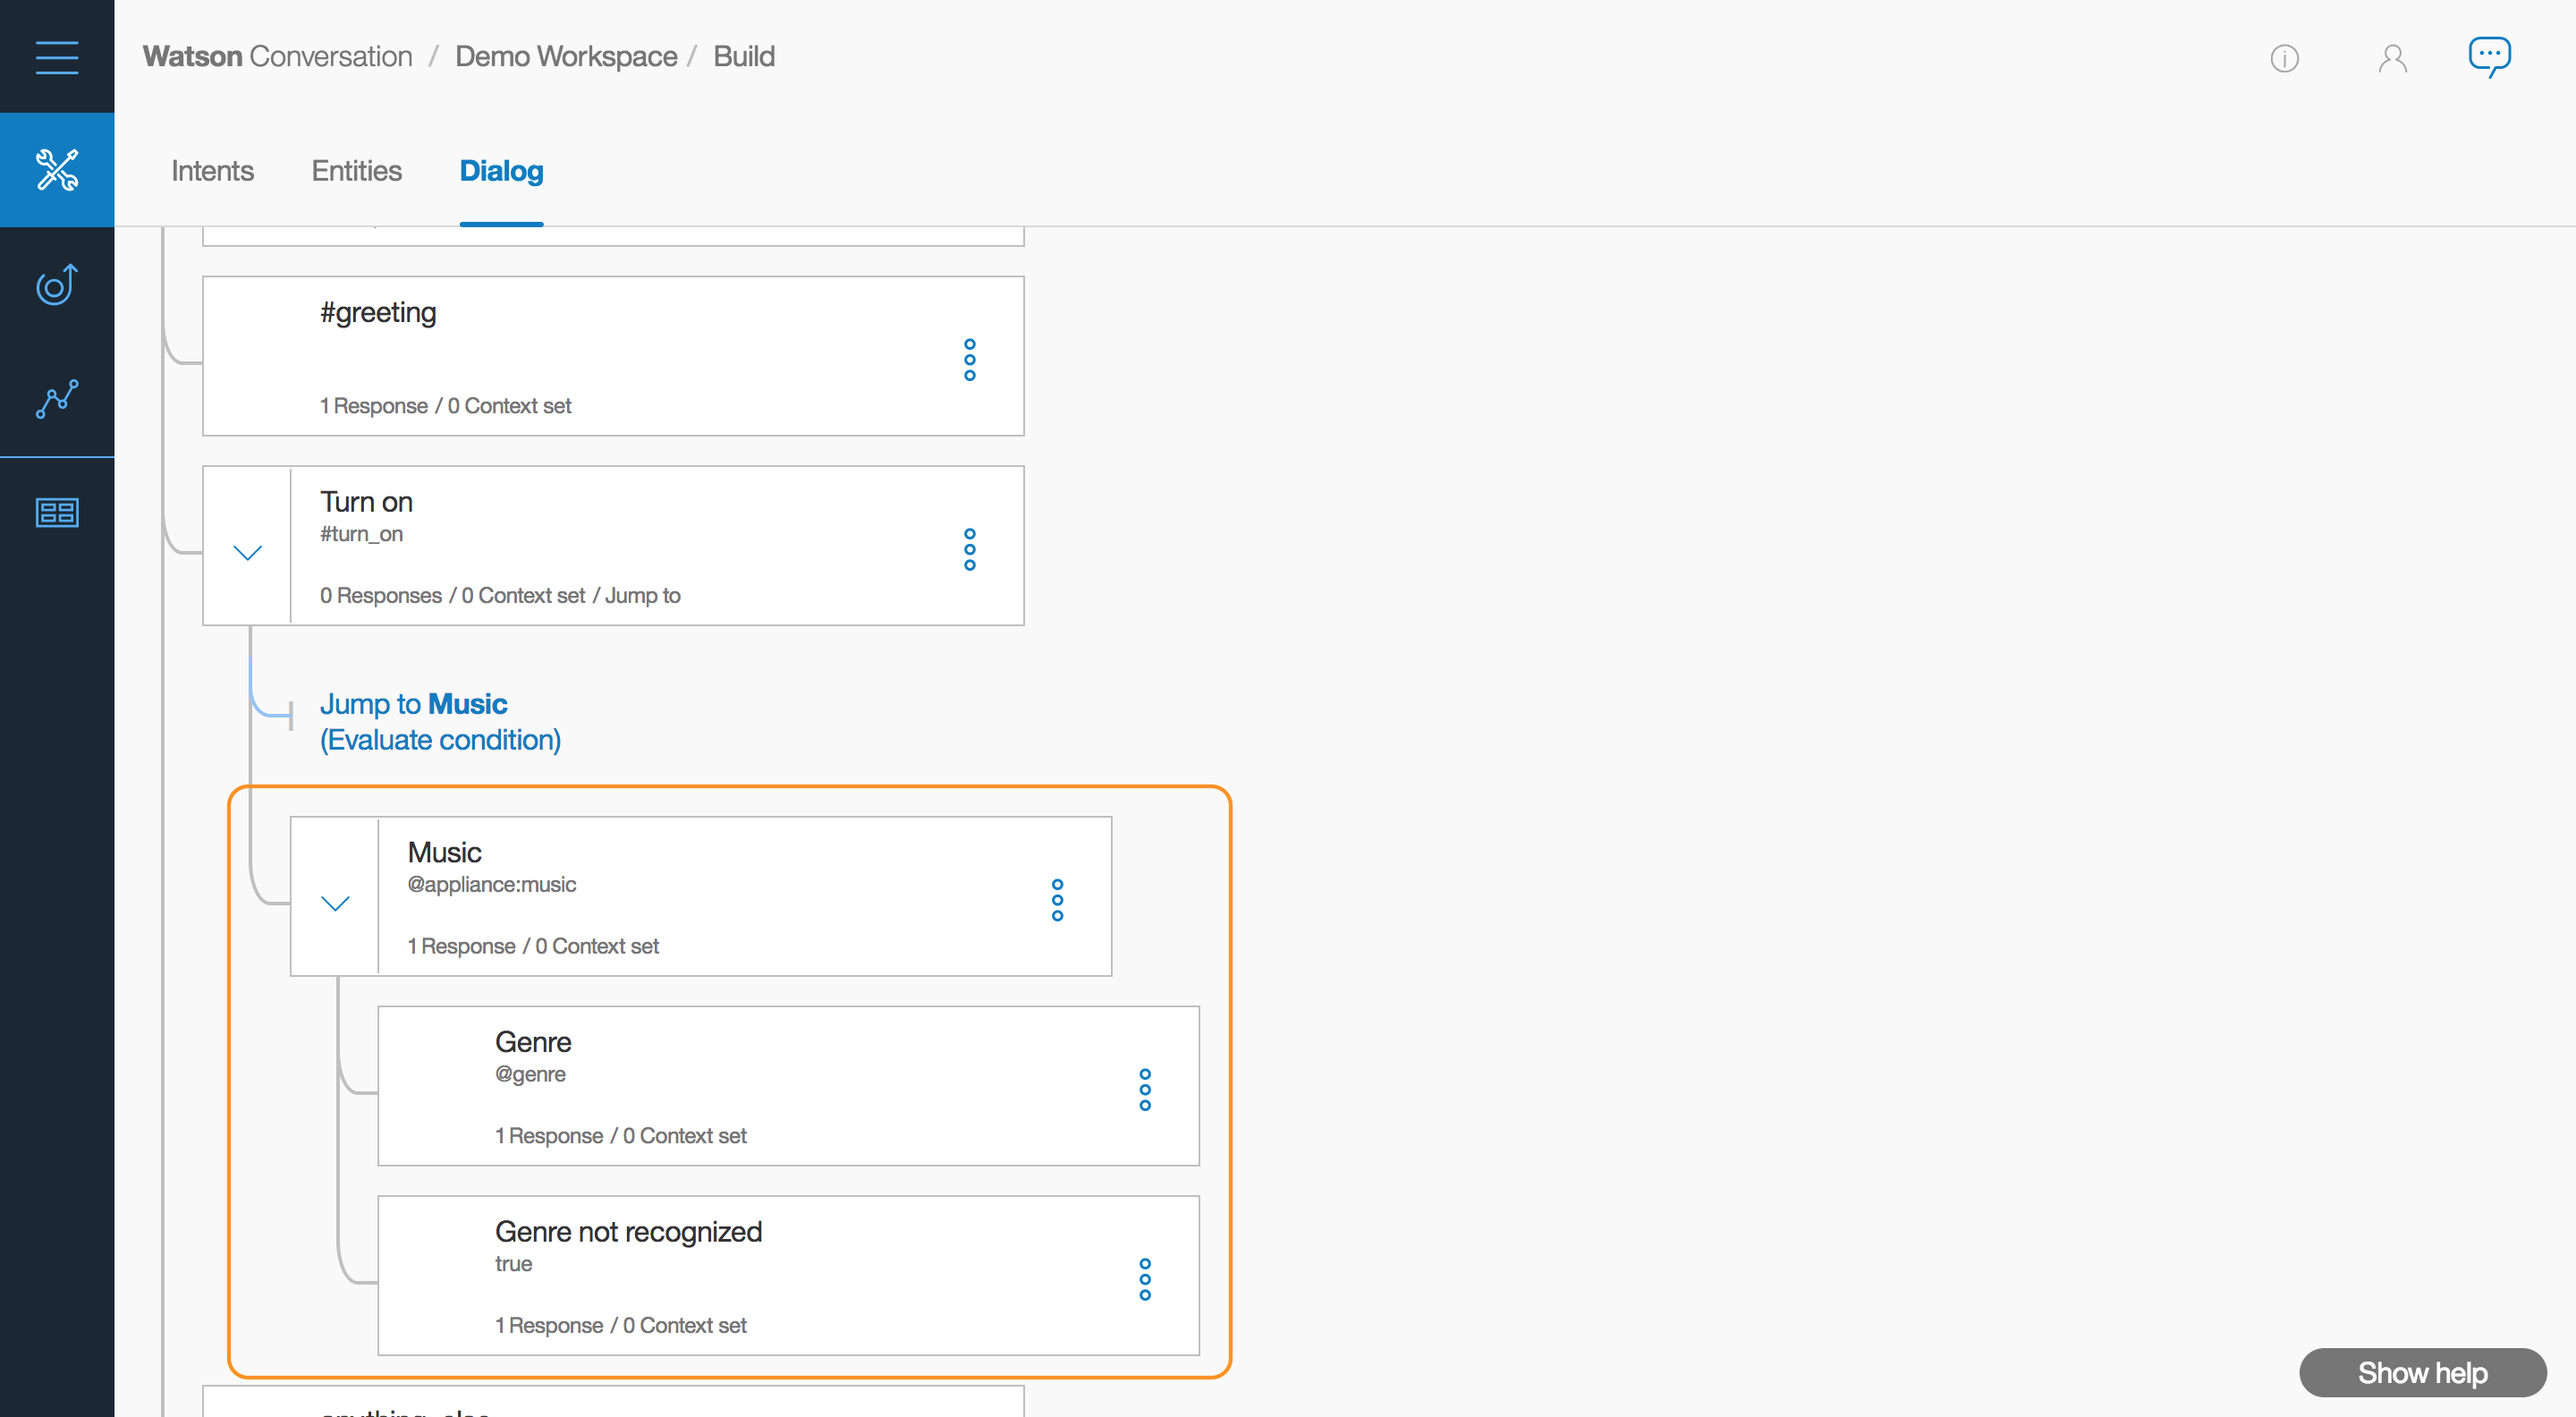 Watson Conversation / Demo Workspace / Build
Intents Entities Dialog
#greeting
1 Response / 0 Context set
Turn on
#turn_on
0 Responses / 0 Context set / Jump to
Jump to Music
(Evaluate condition)
Music
@appliance:music
1 Response / 0 Context set
Genre
@genre
1 Response / 0 Context set
Genre not recognized
true
1 Response / 0 Context set
Show help